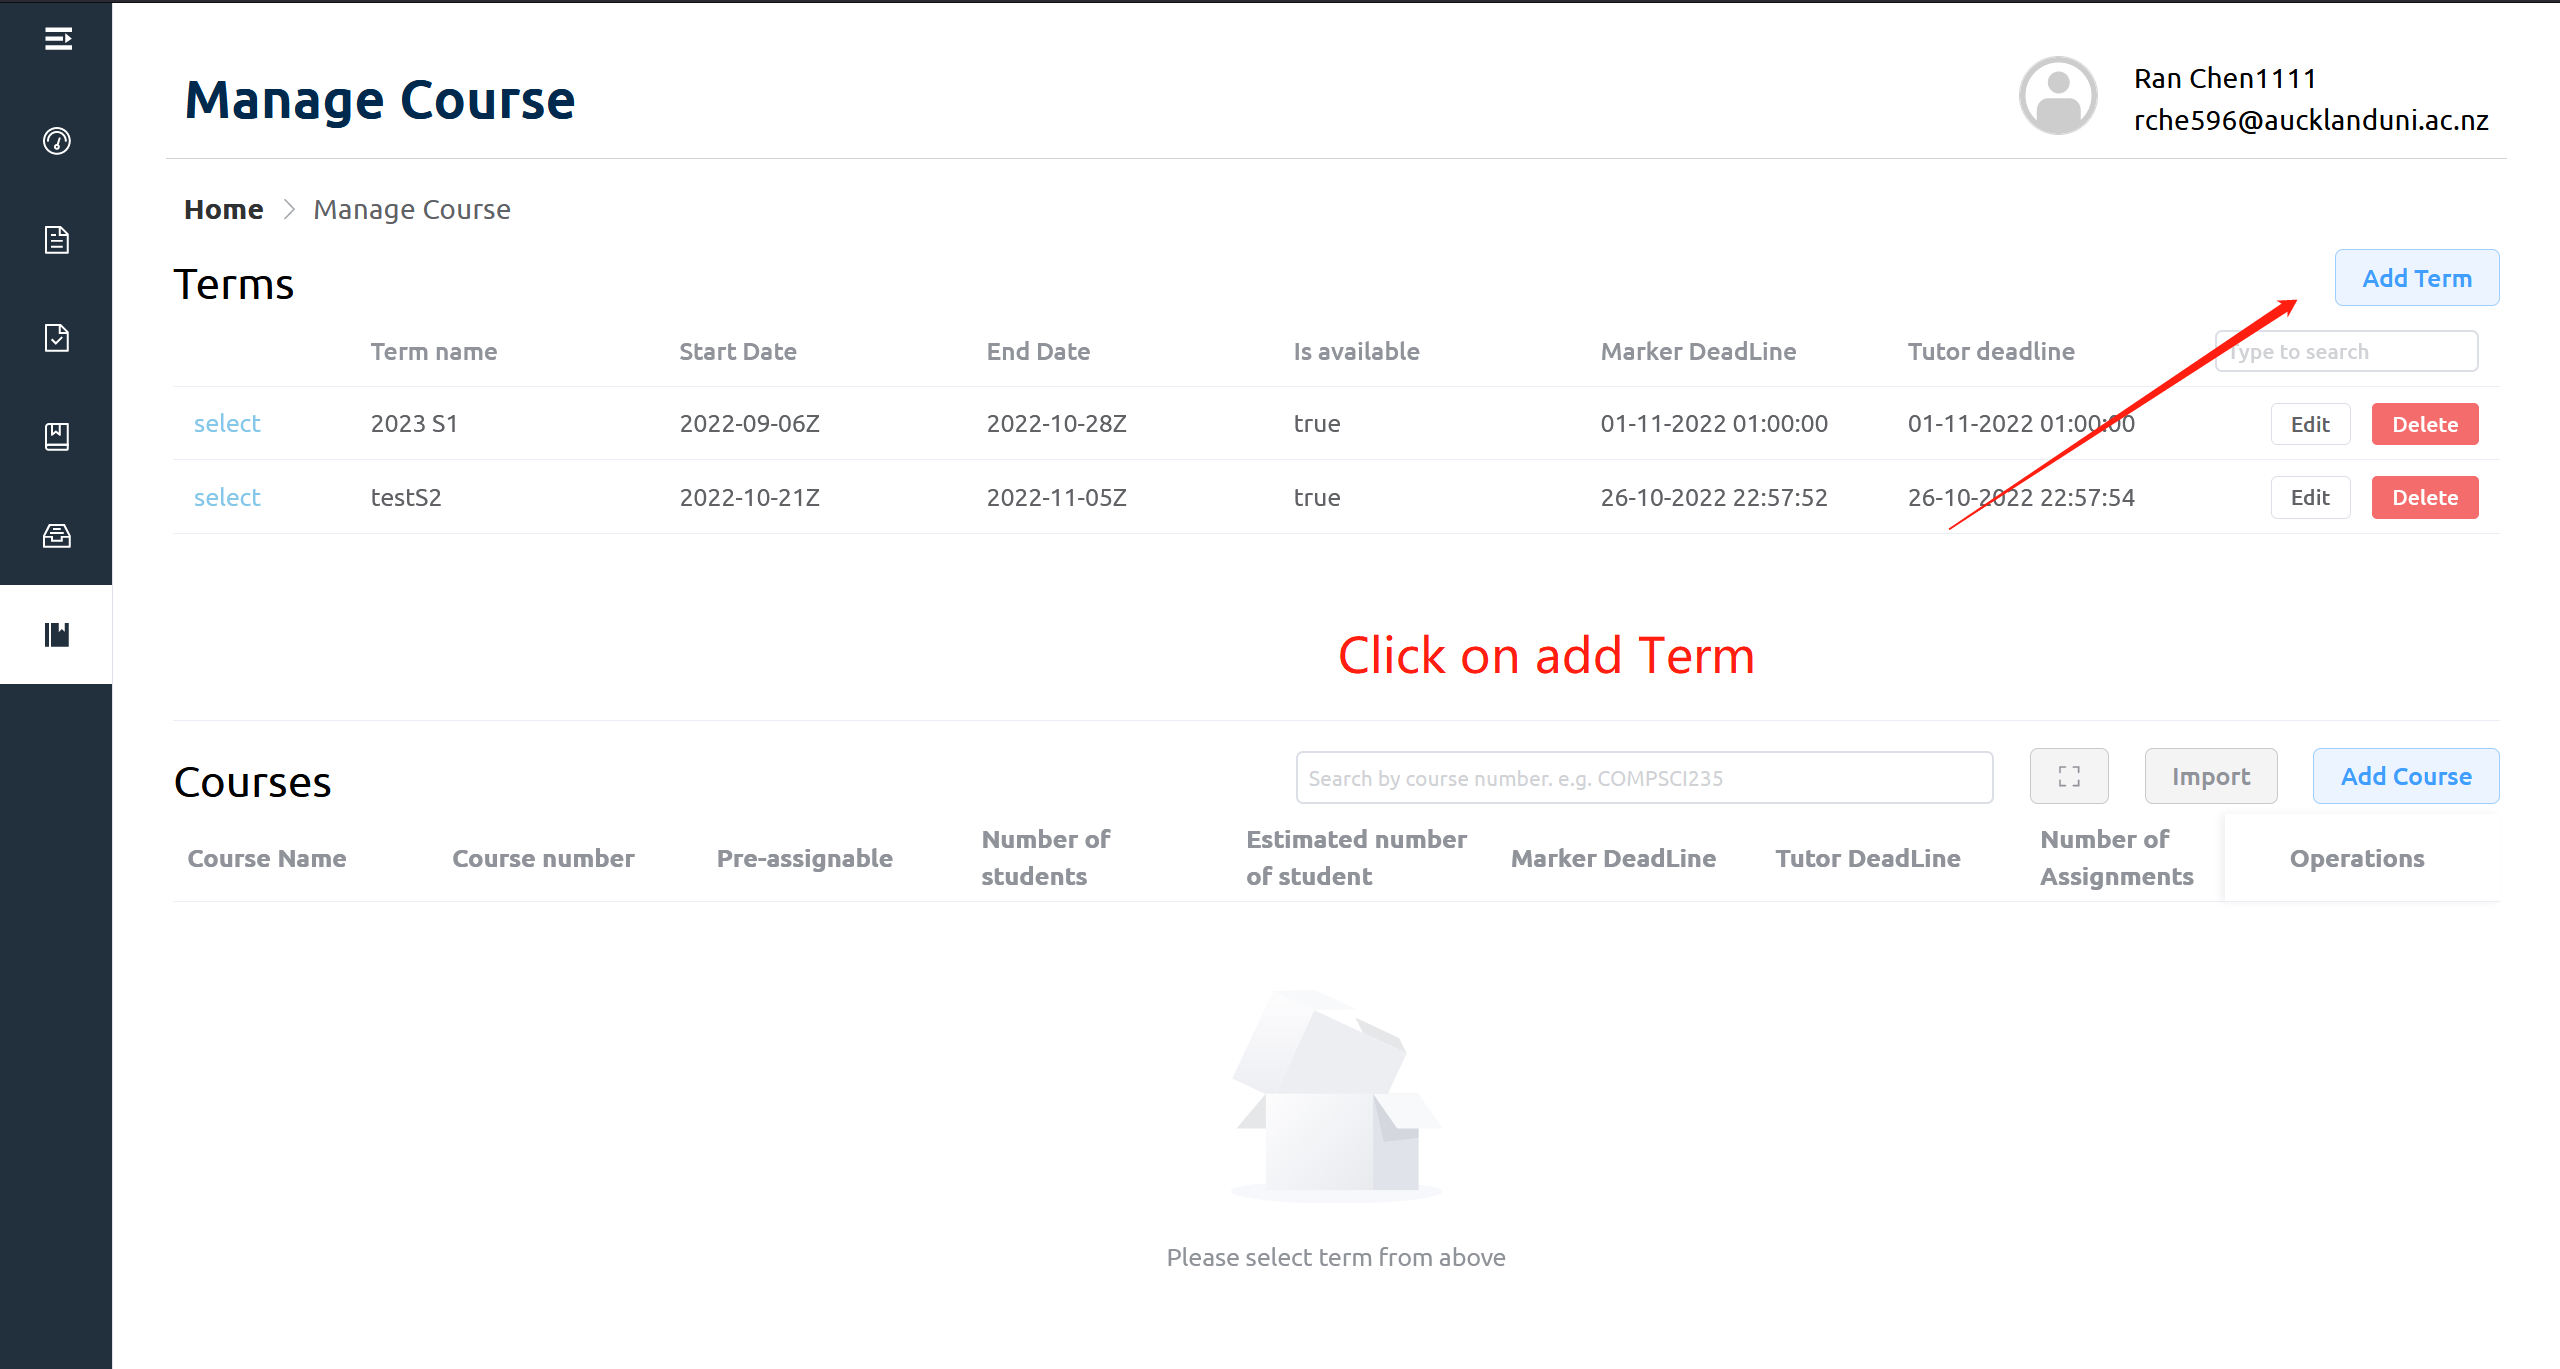 Manage Course
Ran Chen1111
rche596@aucklanduni.ac.nz
Home > Manage Course
Terms
Add Term
Term name Start Date End Date Is available Marker DeadLine Tutor deadline Type to search
select 2023 S1 2022-09-06Z 2022-10-28Z true 01-11-2022 01:00:00 01-11-2022 01:00:00 Edit Delete
select testS2 2022-10-21Z 2022-11-05Z true 26-10-2022 22:57:52 26-10-2022 22:57:54 Edit Delete
Click on add Term
Courses
Search by course number. e.g. COMPSCI235
Import
Add Course
Course Name
Course number
Pre-assignable
Number of
students
Estimated number
of student
Marker DeadLine
Tutor DeadLine
Number of
Assignments
Operations
Please select term from above